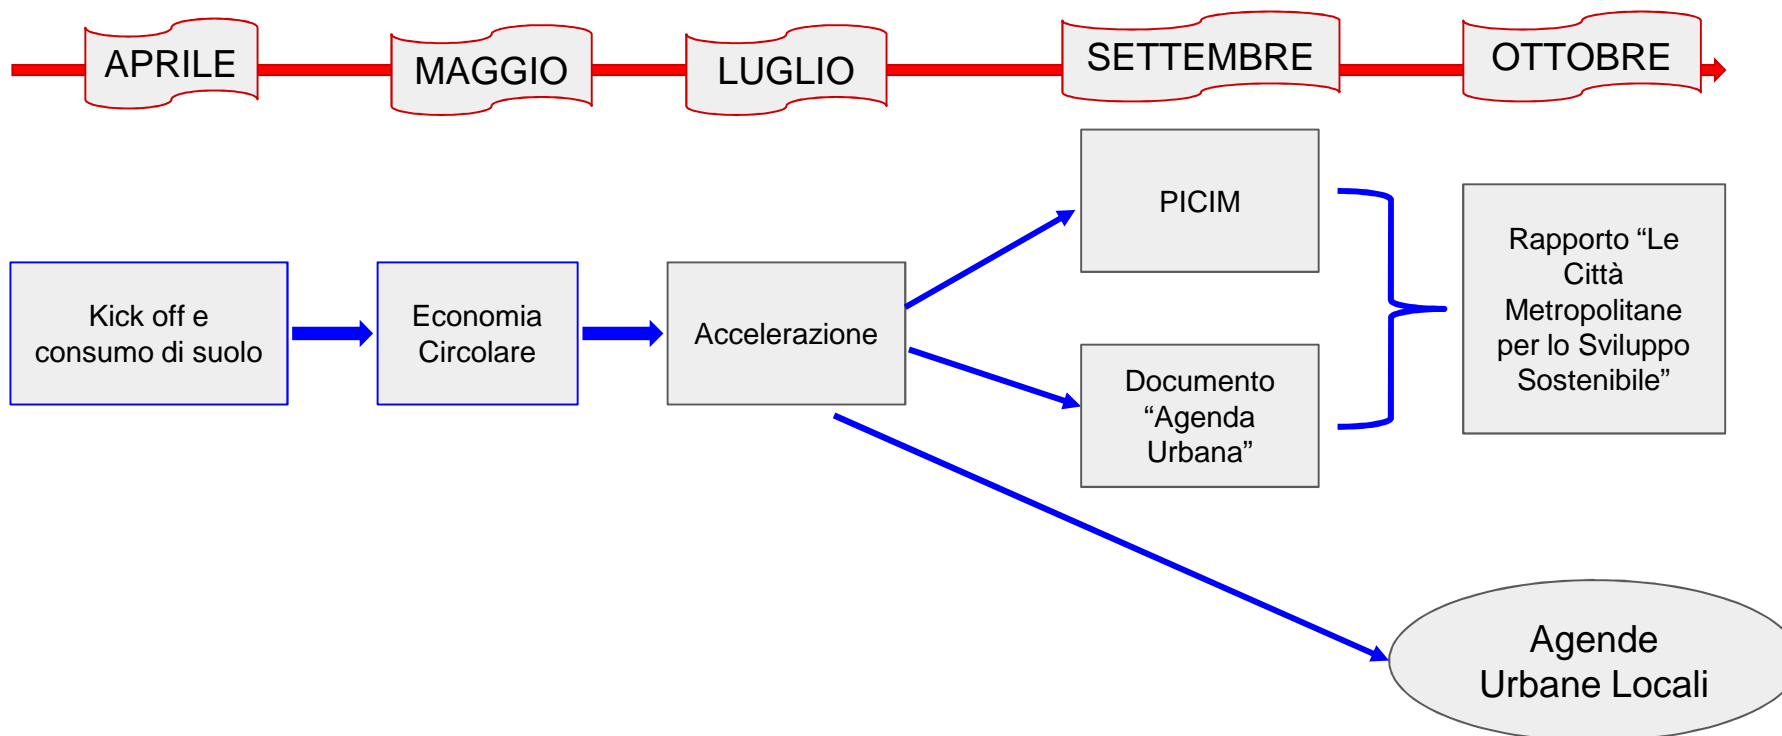 APRILE
MAGGIO
LUGLIO
SETTEMBRE
OTTOBRE
Kick off e
consumo di suolo
Economia
Circolare
Accelerazione
PICIM
Documento
“Agenda
Urbana”
Rapporto “Le
Città
Metropolitane
per lo Sviluppo
Sostenibile”
Agende
Urbane Locali